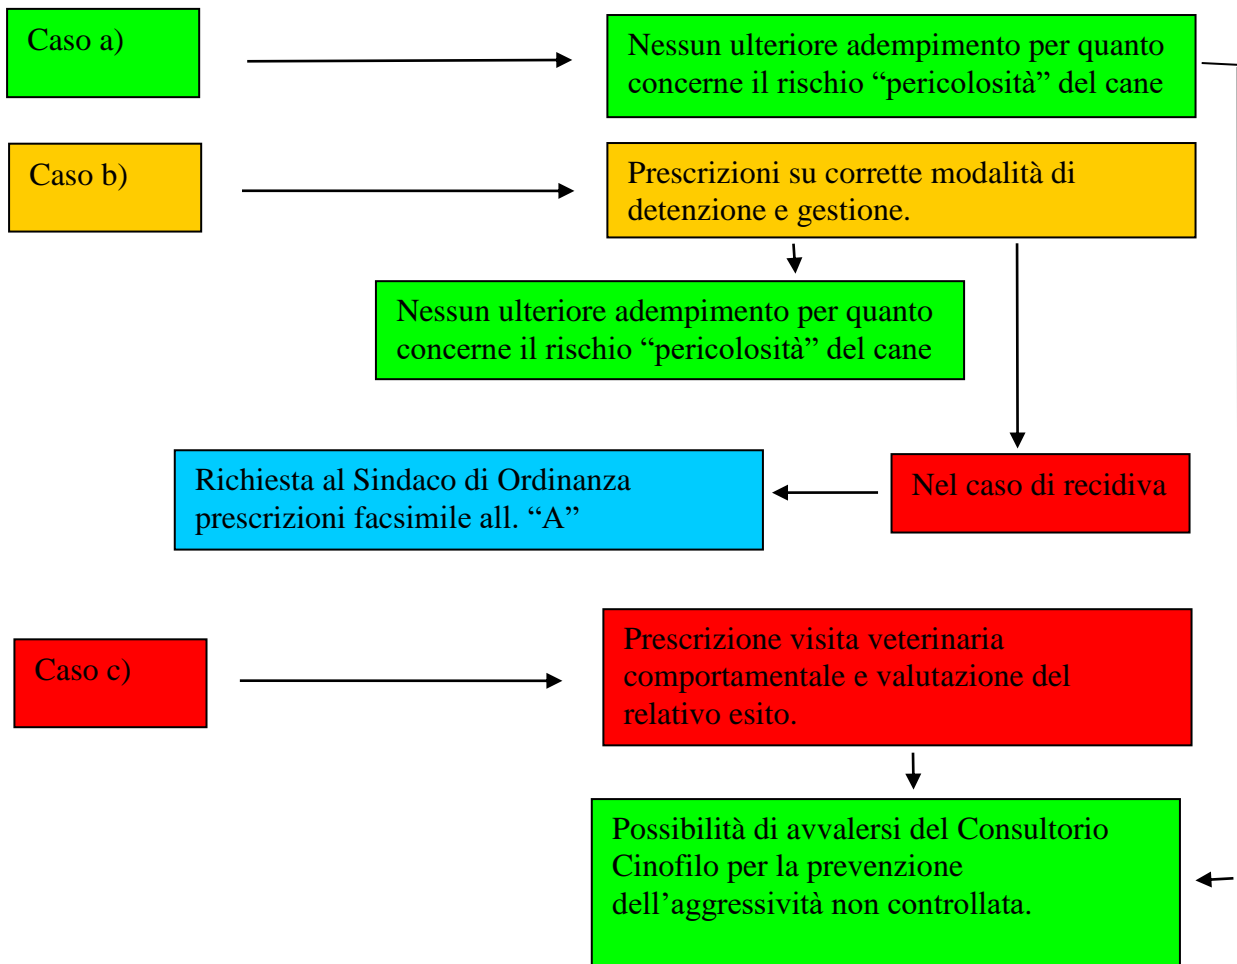 Caso a)
Nessun ulteriore adempimento per quanto
concerne il rischio “pericolosità” del cane
Caso b)
Prescrizioni su corrette modalità di
detenzione e gestione.
Nessun ulteriore adempimento per quanto
concerne il rischio “pericolosità” del cane
Richiesta al Sindaco di Ordinanza
prescrizioni facsimile all. “A”
Nel caso di recidiva
Caso c)
Prescrizione visita veterinaria
comportamentale e valutazione del
relativo esito.
Possibilità di avvalersi del Consultorio
Cinofilo per la prevenzione
dell’aggressività non controllata.